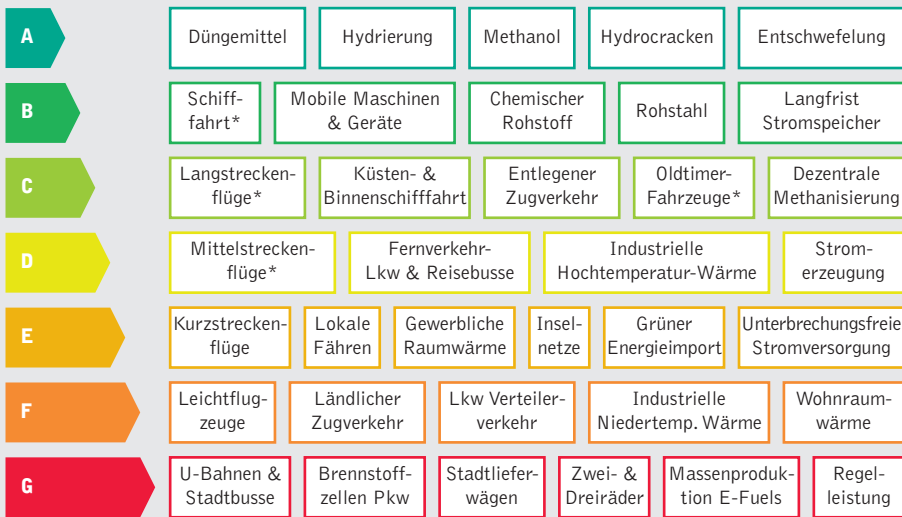 A
Düngemittel
Hydrierung
Methanol
Hydrocracken
Entschwefelung
B
Schiff-
fahrt*
Mobile Maschinen
& Geräte
Chemischer
Rohstoff
Rohstahl
Langfrist
Stromspeicher
C
Langstrecken-
flüge*
Küsten- &
Binnenschifffahrt
Entlegener
Zugverkehr
Oldtimer-
Fahrzeuge*
Dezentrale
Methanisierung
D
Mittelstrecken-
flüge*
Fernverkehr-
Lkw & Reisebusse
Industrielle
Hochtemperatur-Wärme
Strom-
erzeugung
E
Kurzstrecken-
flüge
Lokale
Fähren
Gewerbliche
Raumwärme
Insel-
netze
Grüner
Energieimport
Unterbrechungsfreie
Stromversorgung
F
Leichtflug-
zeuge
Ländlicher
Zugverkehr
Lkw Verteiler-
verkehr
Industrielle
Niedertemp. Wärme
Wohnraum-
wärme
G
U-Bahnen &
Stadtbusse
Brennstoff-
zellen Pkw
Stadtliefer-
wägen
Zwei- &
Dreiräder
Massenproduk-
tion E-Fuels
Regel-
leistung